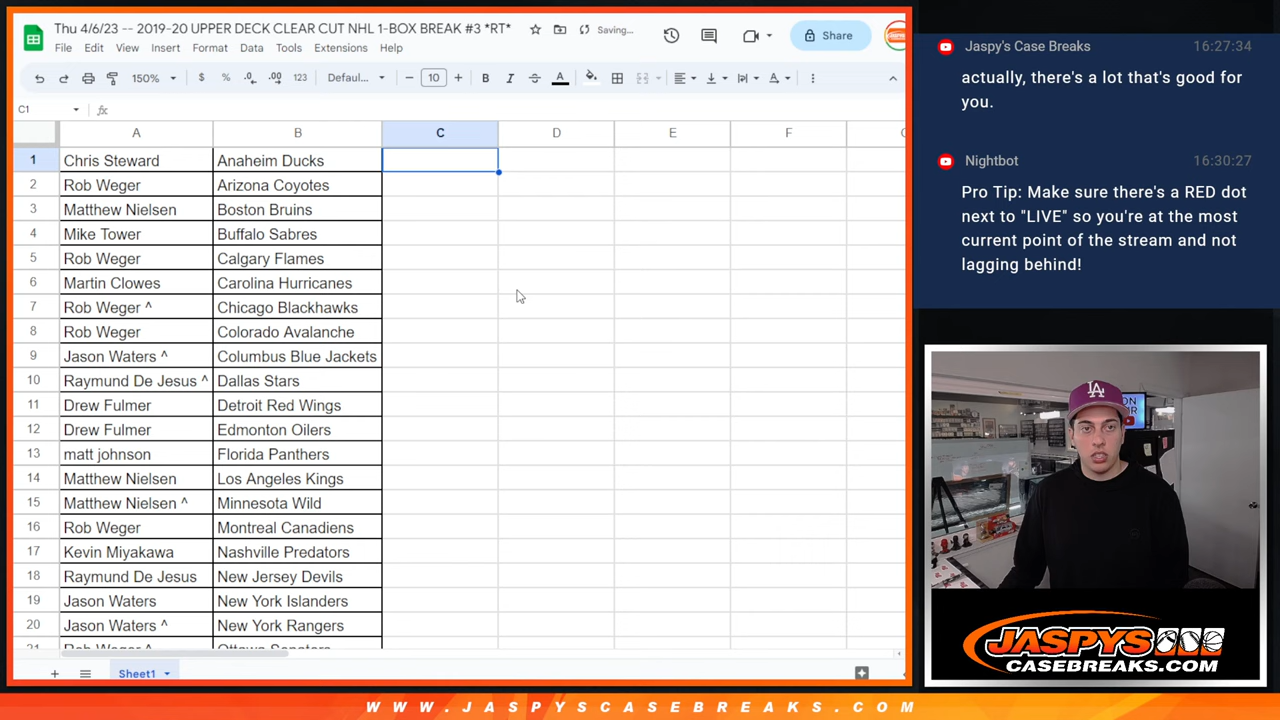 Thu 4/6/23 -- 2019-20 UPPER DECK CLEAR CUT NHL 1-BOX BREAK #3 *RT*
Saving...
Share
File Edit View Insert Format Data Tools Extensions Help
150% $ % .0 .00 123 Defaul... 10 B I A
C1 fx
A B C D E F
1 Chris Steward Anaheim Ducks
2 Rob Weger Arizona Coyotes
3 Matthew Nielsen Boston Bruins
4 Mike Tower Buffalo Sabres
5 Rob Weger Calgary Flames
6 Martin Clowes Carolina Hurricanes
7 Rob Weger ^ Chicago Blackhawks
8 Rob Weger Colorado Avalanche
9 Jason Waters ^ Columbus Blue Jackets
10 Raymund De Jesus ^ Dallas Stars
11 Drew Fulmer Detroit Red Wings
12 Drew Fulmer Edmonton Oilers
13 matt johnson Florida Panthers
14 Matthew Nielsen Los Angeles Kings
15 Matthew Nielsen ^ Minnesota Wild
16 Rob Weger Montreal Canadiens
17 Kevin Miyakawa Nashville Predators
18 Raymund De Jesus New Jersey Devils
19 Jason Waters New York Islanders
20 Jason Waters ^ New York Rangers
21 Rob Weger ^ Ottawa Senators
Sheet1
Jaspy's Case Breaks 16:27:34
actually, there's a lot that's good for
you.
Nightbot 16:30:27
Pro Tip: Make sure there's a RED dot
next to "LIVE" so you're at the most
current point of the stream and not
lagging behind!
LA
ON
AIR
JASPYS
CASEBREAKS.COM
WWW.JASPYSCASEBREAKS.COM